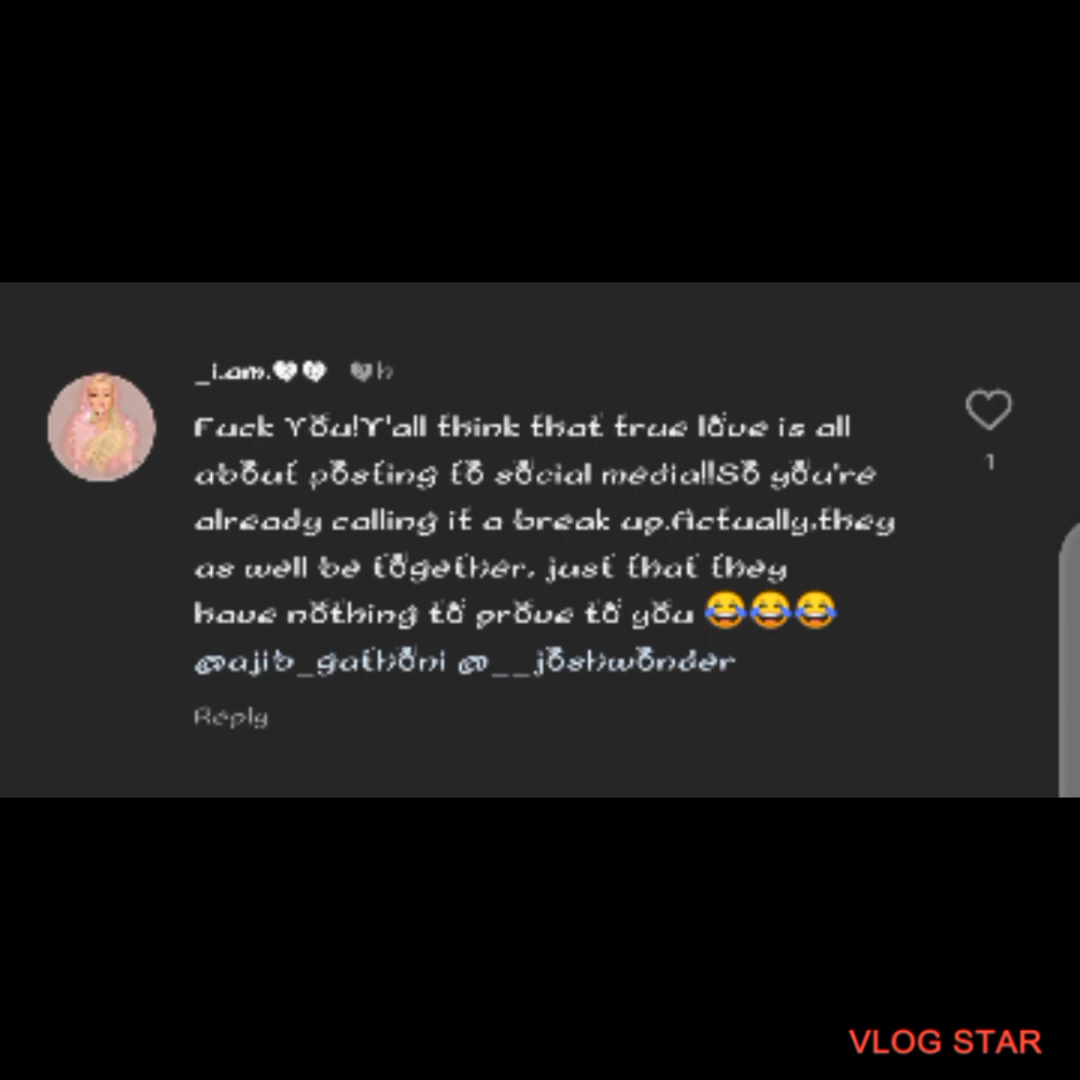 _i.am.🤍🤍 🤍h
Fuck You!Y'all think that true love is all
about posting to social media!!So you're
already calling it a break up.Actually,they
as well be together, just that they
have nothing to prove to you 😂😂😂
@ajib_gathoni @__joshwonder
Reply
1
VLOG STAR